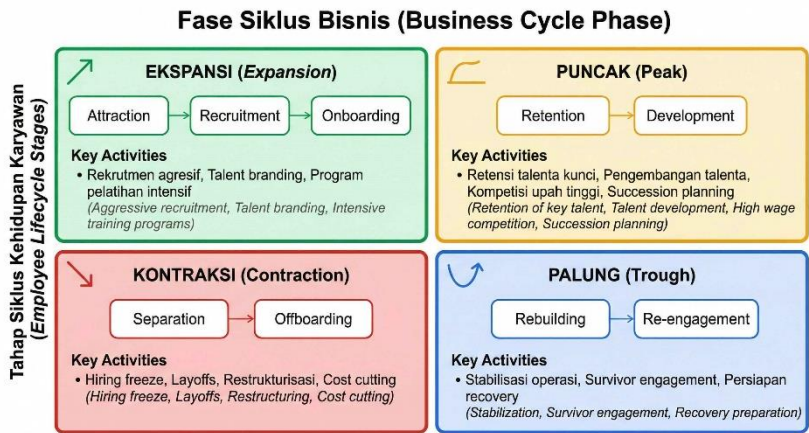 Fase Siklus Bisnis (Business Cycle Phase)
Tahap Siklus Kehidupan Karyawan
(Employee Lifecycle Stages)
EKSPANSI (Expansion)
Attraction
Recruitment
Onboarding
Key Activities
• Rekrutmen agresif, Talent branding, Program
pelatihan intensif
(Aggressive recruitment, Talent branding, Intensive
training programs)
PUNCAK (Peak)
Retention
Development
Key Activities
• Retensi talenta kunci, Pengembangan talenta,
Kompetisi upah tinggi, Succession planning
(Retention of key talent, Talent development, High wage
competition, Succession planning)
KONTRAKSI (Contraction)
Separation
Offboarding
Key Activities
• Hiring freeze, Layoffs, Restrukturisasi, Cost cutting
(Hiring freeze, Layoffs, Restructuring, Cost cutting)
PALUNG (Trough)
Rebuilding
Re-engagement
Key Activities
• Stabilisasi operasi, Survivor engagement, Persiapan
recovery
(Stabilization, Survivor engagement, Recovery preparation)